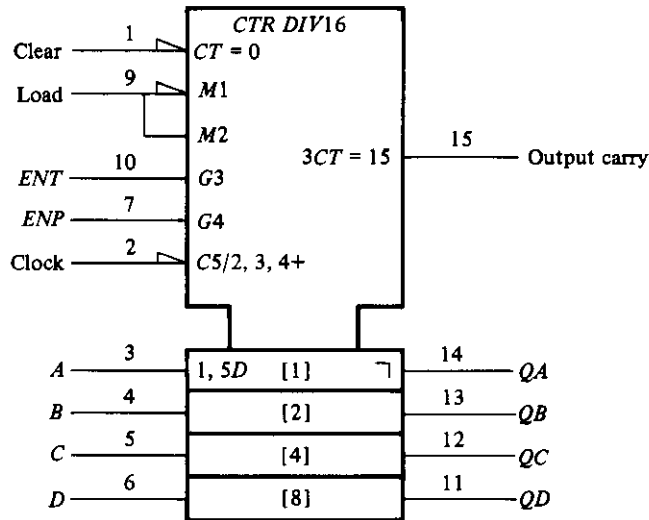 CTR DIV16
Clear 1 CT = 0
Load 9 M1
M2
3CT = 15 15 Output carry
ENT 10 G3
ENP 7 G4
Clock 2 C5/2, 3, 4+
A 3 1, 5D [1] ¬ 14 QA
B 4 [2] 13 QB
C 5 [4] 12 QC
D 6 [8] 11 QD